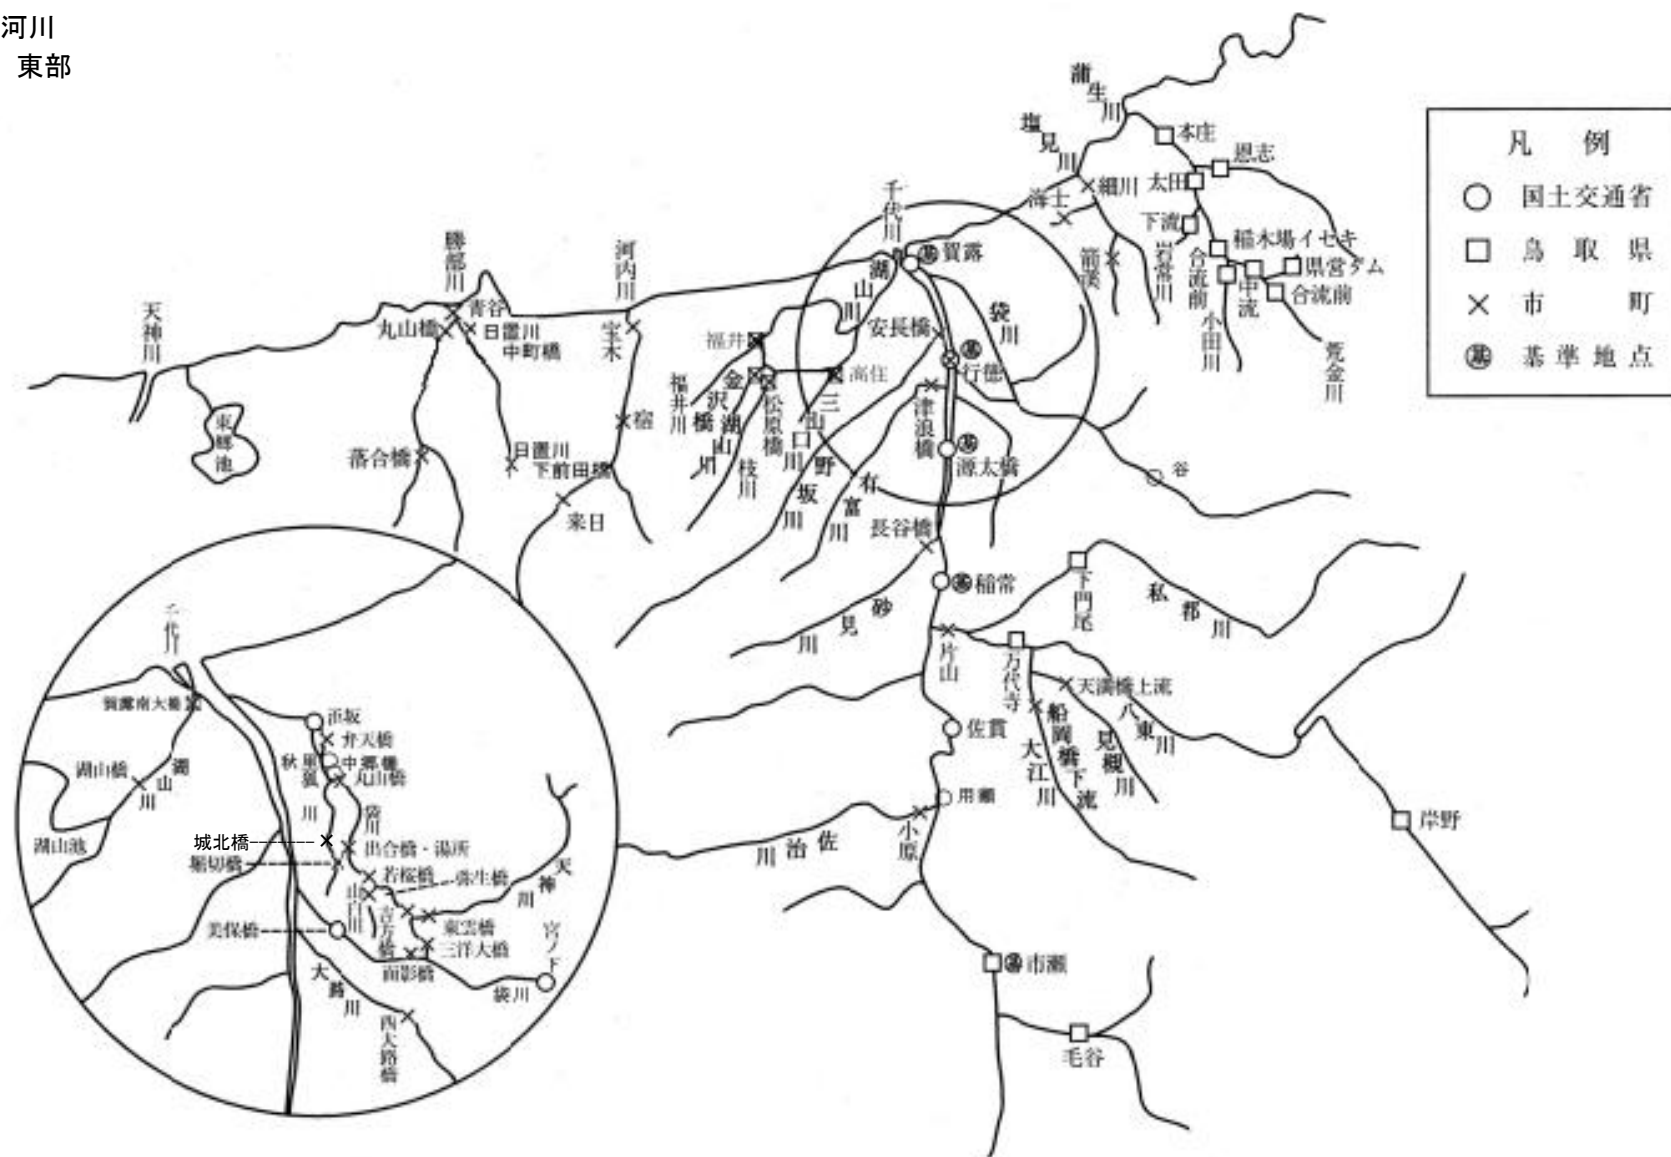 河川
東部
蒲生川
塩見川
本庄
恩志
太田
細川
海士
下流
稲木場イセキ
県営ダム
合流前
中流
合流前
岩常川
箭渓
小田川
荒金川
凡 例
国土交通省
鳥取県
市町
基準地点
千代川
基 賀露
湖山川
袋川
安長橋
基
行徳
津浪橋
基
源太橋
勝部川
青谷
丸山橋
日置川
中町橋
河内川
宝木
天神川
東郷池
落合橋
日置川
下前田橋
宿
来日
福井
福井川
金沢橋
湖山川
松原橋
枝川
高住
三山口川
野坂川
有富川
長谷橋
谷
基 稲常
砂見川
下門尾
私都川
片山
万代寺
天満橋上流
八東川
船岡橋下流
大江川
見槻川
佐貫
用瀬
小原
佐治川
岸野
基 市瀬
毛谷
千代川
賀露南大橋
浜坂
弁天橋
中郷橋
丸山橋
秋里狐川
袋川
湖山橋
湖山川
湖山池
城北橋
堀切橋
出合橋・湯所
若桜橋
弥生橋
山白川
吉方橋
天神川
東雲橋
三洋大橋
宮ノ下
美保橋
面影橋
袋川
大路川
西大路橋